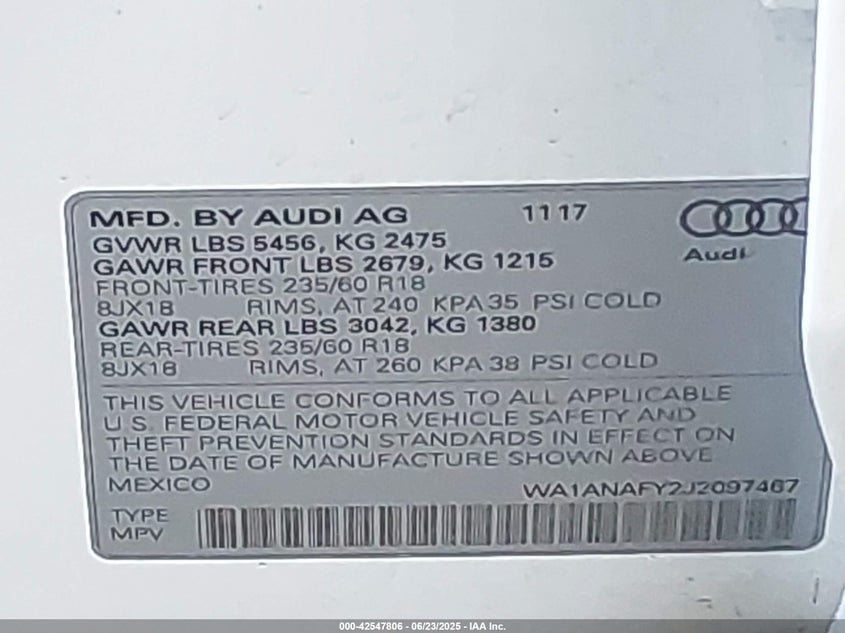 MFD. BY AUDI AG 11 17
GVWR LBS 5456, KG 2475
GAWR FRONT LBS 2679, KG 1215
FRONT-TIRES 235/60 R18
8JX18 RIMS, AT 240 KPA 35 PSI COLD
GAWR REAR LBS 3042, KG 1380
REAR-TIRES 235/60 R18
8JX18 RIMS, AT 260 KPA 38 PSI COLD
Audi
THIS VEHICLE CONFORMS TO ALL APPLICABLE
U.S. FEDERAL MOTOR VEHICLE SAFETY AND
THEFT PREVENTION STANDARDS IN EFFECT ON
THE DATE OF MANUFACTURE SHOWN ABOVE
MEXICO
WA1ANAFY2J2097467
TYPE
MPV
000-42547806 - 06/23/2025 - IAA Inc.